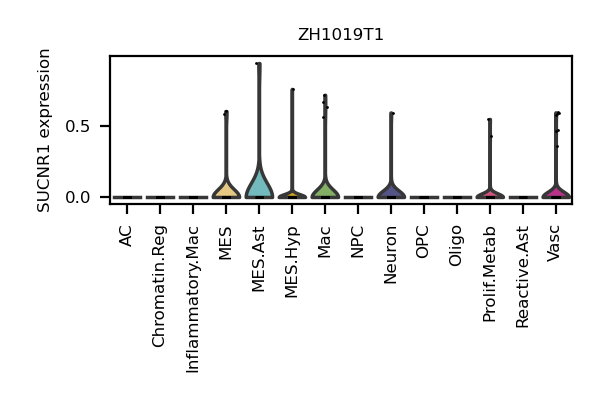 ZH1019T1
SUCNR1 expression
0.5
0.0
AC
Chromatin.Reg
Inflammatory.Mac
MES
MES.Ast
MES.Hyp
Mac
NPC
Neuron
OPC
Oligo
Prolif.Metab
Reactive.Ast
Vasc